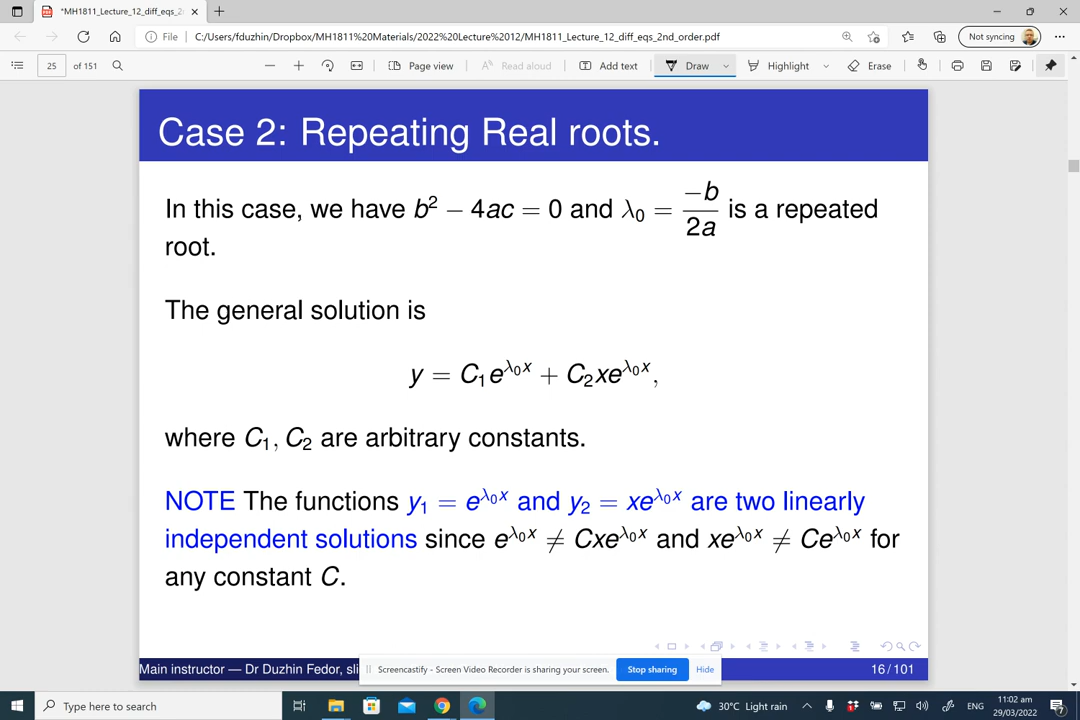 *MH1811_Lecture_12_diff_eqs_2nd_
File C:/Users/fduzhin/Dropbox/MH1811%20Materials/2022%20Lecture%2012/MH1811_Lecture_12_diff_eqs_2nd_order.pdf Not syncing
25 of 151 Page view Read aloud Add text Draw Highlight Erase
Case 2: Repeating Real roots.
In this case, we have b² − 4ac = 0 and λ₀ = −b/2a is a repeated
root.
The general solution is
y = C₁e^{λ₀x} + C₂xe^{λ₀x},
where C₁, C₂ are arbitrary constants.
NOTE The functions y₁ = e^{λ₀x} and y₂ = xe^{λ₀x} are two linearly
independent solutions since e^{λ₀x} ≠ Cxe^{λ₀x} and xe^{λ₀x} ≠ Ce^{λ₀x} for
any constant C.
Main instructor — Dr Duzhin Fedor, sli 16/101
Screencastify - Screen Video Recorder is sharing your screen. Stop sharing Hide
Type here to search 30°C Light rain ENG 11:02 am
29/03/2022 7